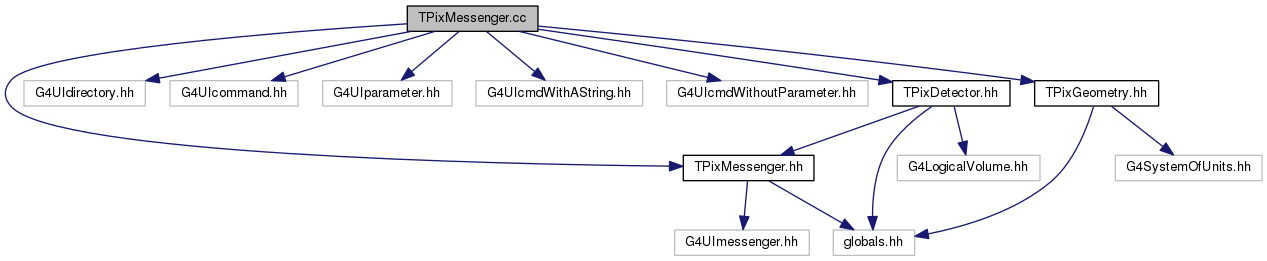 TPixMessenger.cc
G4UIdirectory.hh
G4UIcommand.hh
G4UIparameter.hh
G4UIcmdWithAString.hh
G4UIcmdWithoutParameter.hh
TPixDetector.hh
TPixGeometry.hh
TPixMessenger.hh
G4LogicalVolume.hh
G4SystemOfUnits.hh
G4UImessenger.hh
globals.hh